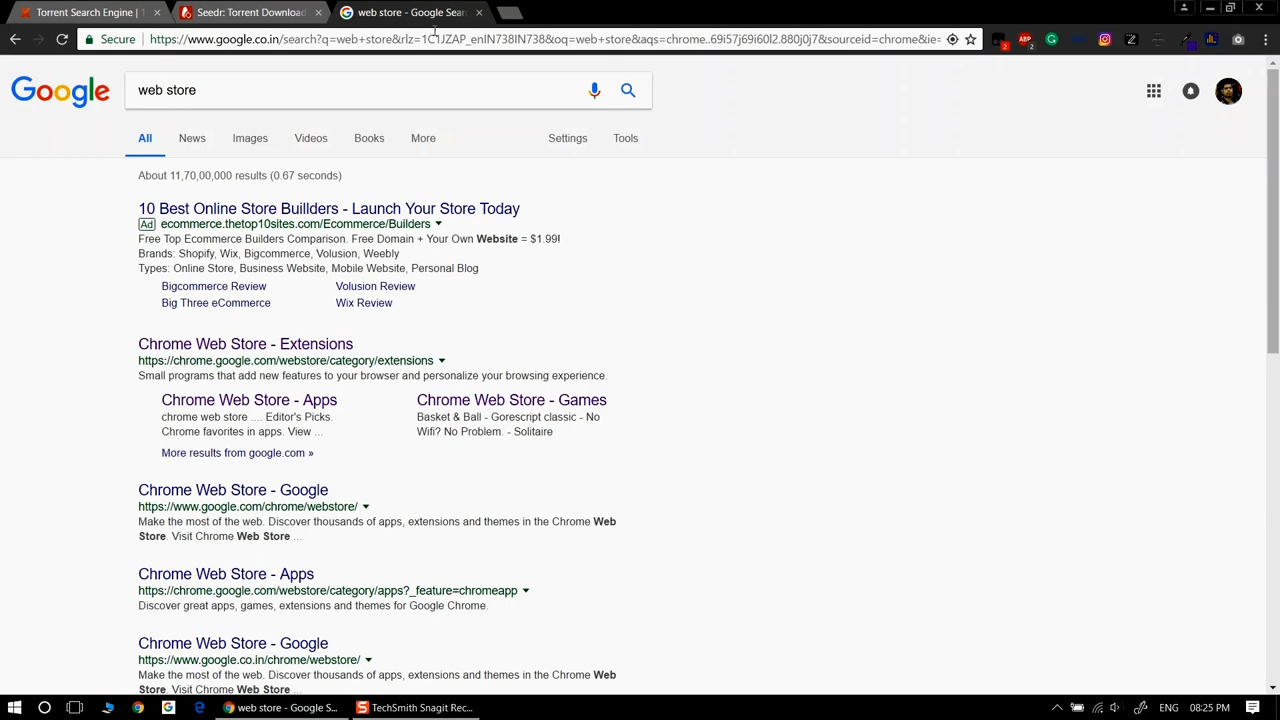 Torrent Search Engine | 1
Seedr: Torrent Download
web store - Google Sear
Secure
https://www.google.co.in/search?q=web+store&rlz=1C1JZAP_enIN738IN738&oq=web+store&aqs=chrome..69i57j69i60l2.880j0j7&sourceid=chrome&ie=
Google
web store
All
News
Images
Videos
Books
More
Settings
Tools
About 11,70,00,000 results (0.67 seconds)
10 Best Online Store Buillders - Launch Your Store Today
Ad ecommerce.thetop10sites.com/Ecommerce/Builders
Free Top Ecommerce Builders Comparison. Free Domain + Your Own Website = $1.99!
Brands: Shopify, Wix, Bigcommerce, Volusion, Weebly
Types: Online Store, Business Website, Mobile Website, Personal Blog
Bigcommerce Review
Volusion Review
Big Three eCommerce
Wix Review
Chrome Web Store - Extensions
https://chrome.google.com/webstore/category/extensions
Small programs that add new features to your browser and personalize your browsing experience.
Chrome Web Store - Apps
chrome web store .... Editor's Picks.
Chrome favorites in apps. View ...
Chrome Web Store - Games
Basket & Ball - Gorescript classic - No
Wifi? No Problem. - Solitaire
More results from google.com »
Chrome Web Store - Google
https://www.google.com/chrome/webstore/
Make the most of the web. Discover thousands of apps, extensions and themes in the Chrome Web
Store. Visit Chrome Web Store ...
Chrome Web Store - Apps
https://chrome.google.com/webstore/category/apps?_feature=chromeapp
Discover great apps, games, extensions and themes for Google Chrome.
Chrome Web Store - Google
https://www.google.co.in/chrome/webstore/
Make the most of the web. Discover thousands of apps, extensions and themes in the Chrome Web
Store. Visit Chrome Web Store ...
web store - Google S...
TechSmith Snagit Rec...
ENG
08:25 PM